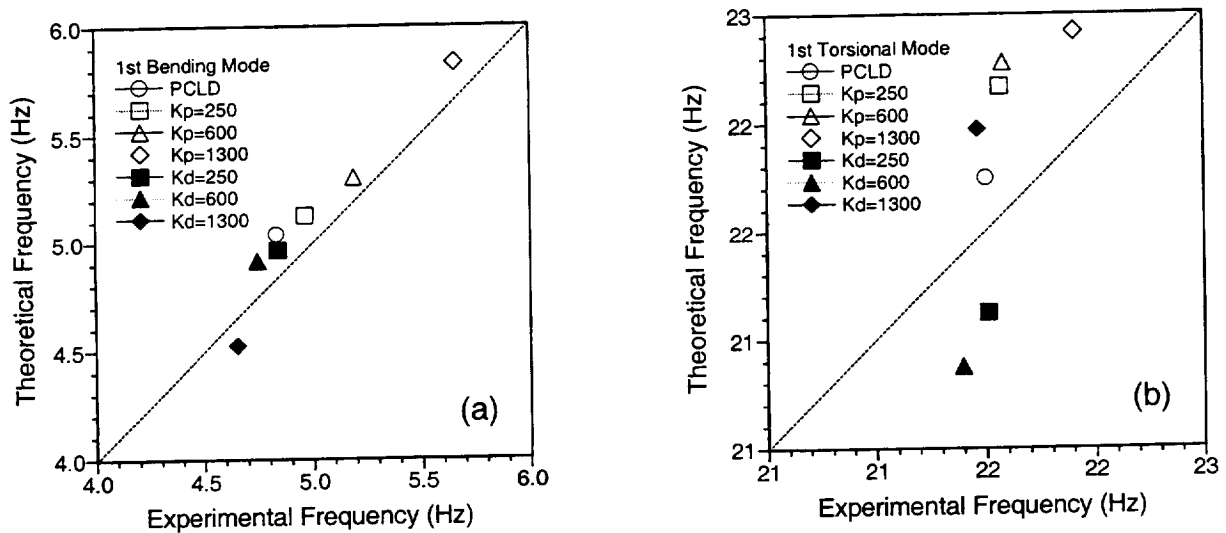 1st Bending Mode
PCLD
Kp=250
Kp=600
Kp=1300
Kd=250
Kd=600
Kd=1300
6.0
5.5
5.0
4.5
4.0
Theoretical Frequency (Hz)
(a)
4.0 4.5 5.0 5.5 6.0
Experimental Frequency (Hz)
1st Torsional Mode
PCLD
Kp=250
Kp=600
Kp=1300
Kd=250
Kd=600
Kd=1300
23
22
22
21
21
Theoretical Frequency (Hz)
(b)
21 21 22 22 23
Experimental Frequency (Hz)